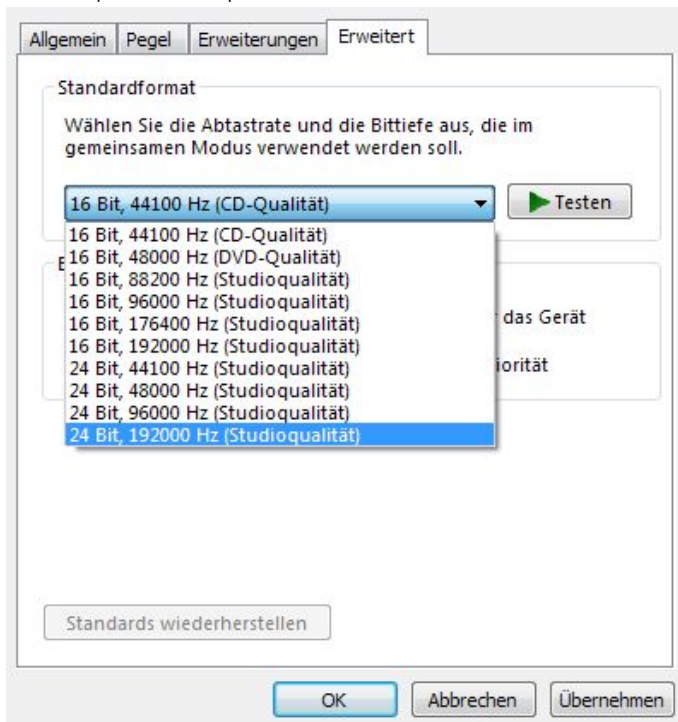 Allgemein Pegel Erweiterungen Erweitert
Standardformat
Wählen Sie die Abtastrate und die Bittiefe aus, die im
gemeinsamen Modus verwendet werden soll.
16 Bit, 44100 Hz (CD-Qualität) Testen
16 Bit, 44100 Hz (CD-Qualität)
16 Bit, 48000 Hz (DVD-Qualität)
16 Bit, 88200 Hz (Studioqualität)
16 Bit, 96000 Hz (Studioqualität)
16 Bit, 176400 Hz (Studioqualität)
das Gerät
16 Bit, 192000 Hz (Studioqualität)
24 Bit, 44100 Hz (Studioqualität)
iorität
24 Bit, 48000 Hz (Studioqualität)
24 Bit, 96000 Hz (Studioqualität)
24 Bit, 192000 Hz (Studioqualität)
Standards wiederherstellen
OK Abbrechen Übernehmen